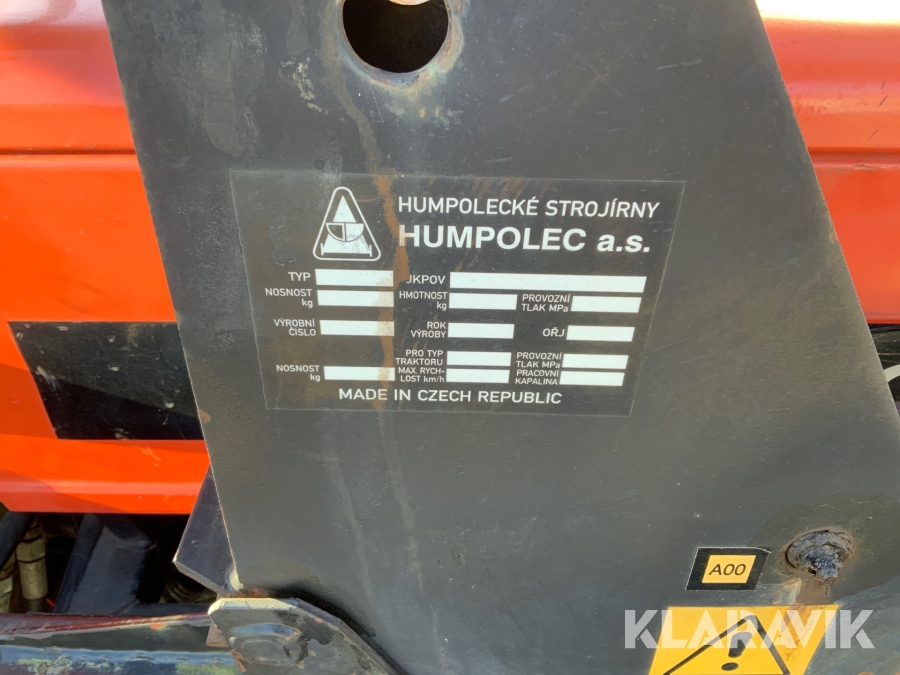 HUMPOLECKÉ STROJÍRNY
HUMPOLEC a.s.
TYP
JKPOV
NOSNOST
kg
HMOTNOST
kg
PROVOZNÍ
TLAK MPa
VÝROBNÍ
ČÍSLO
ROK
VÝROBY
OŘJ
NOSNOST
kg
PRO TYP
TRAKTORU
PROVOZNÍ
TLAK MPa
MAX. RYCH-
LOST km/h
PRACOVNÍ
KAPALINA
MADE IN CZECH REPUBLIC
A00
KLARAVIK